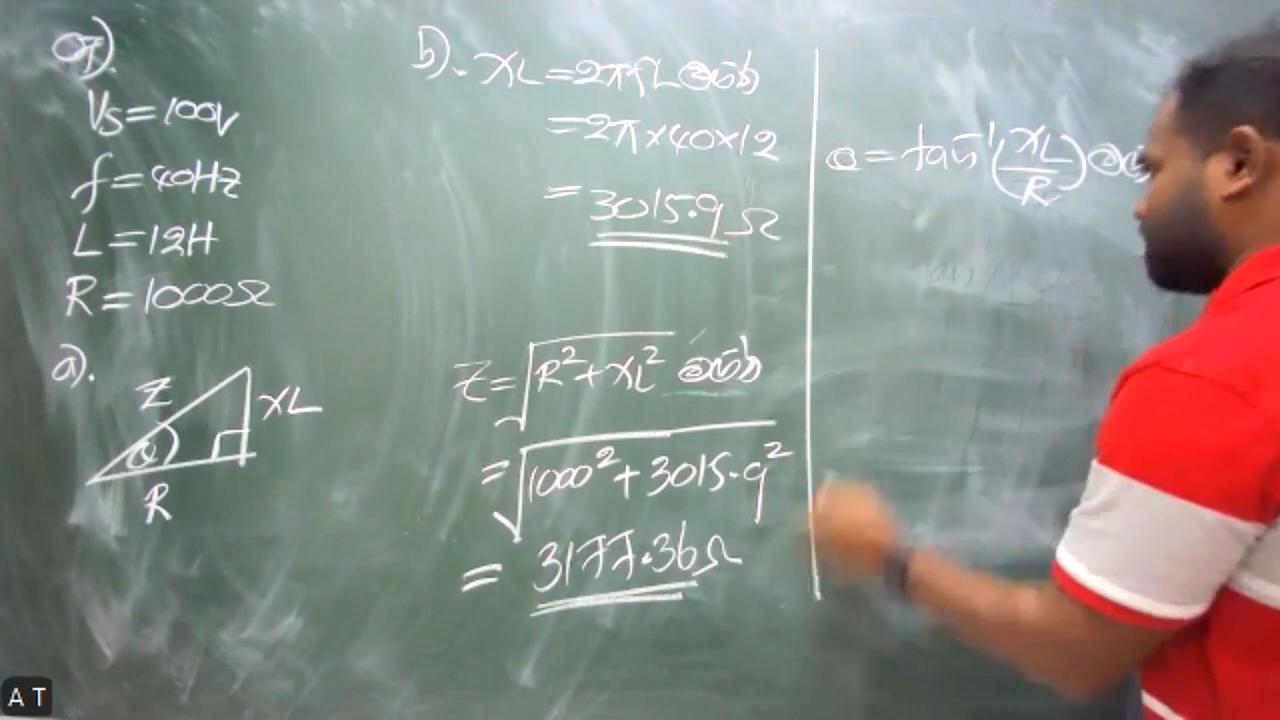 Vs=100V
f=40Hz
L=12H
R=1000Ω
a).
Z
XL
θ
R
b). XL=2πfL
=2π×40×12
=3015.9Ω
Z=√R²+XL²
=√1000²+3015.9²
=3177.36Ω
θ=tan⁻¹(XL/R)
A T